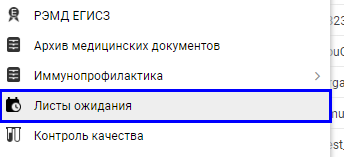 РЭМД ЕГИСЗ
Архив медицинских документов
Иммунопрофилактика
Листы ожидания
Контроль качества